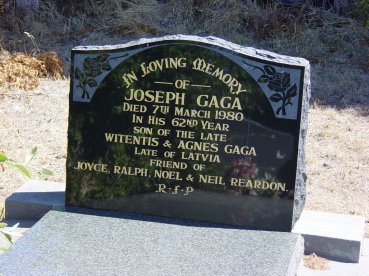 IN LOVING MEMORY
OF
JOSEPH GAGA
DIED 7TH MARCH 1980
IN HIS 62ND YEAR
SON OF THE LATE
WITENTIS & AGNES GAGA
LATE OF LATVIA
FRIEND OF
JOYCE, RALPH, NOEL & NEIL REARDON.
R-I-P